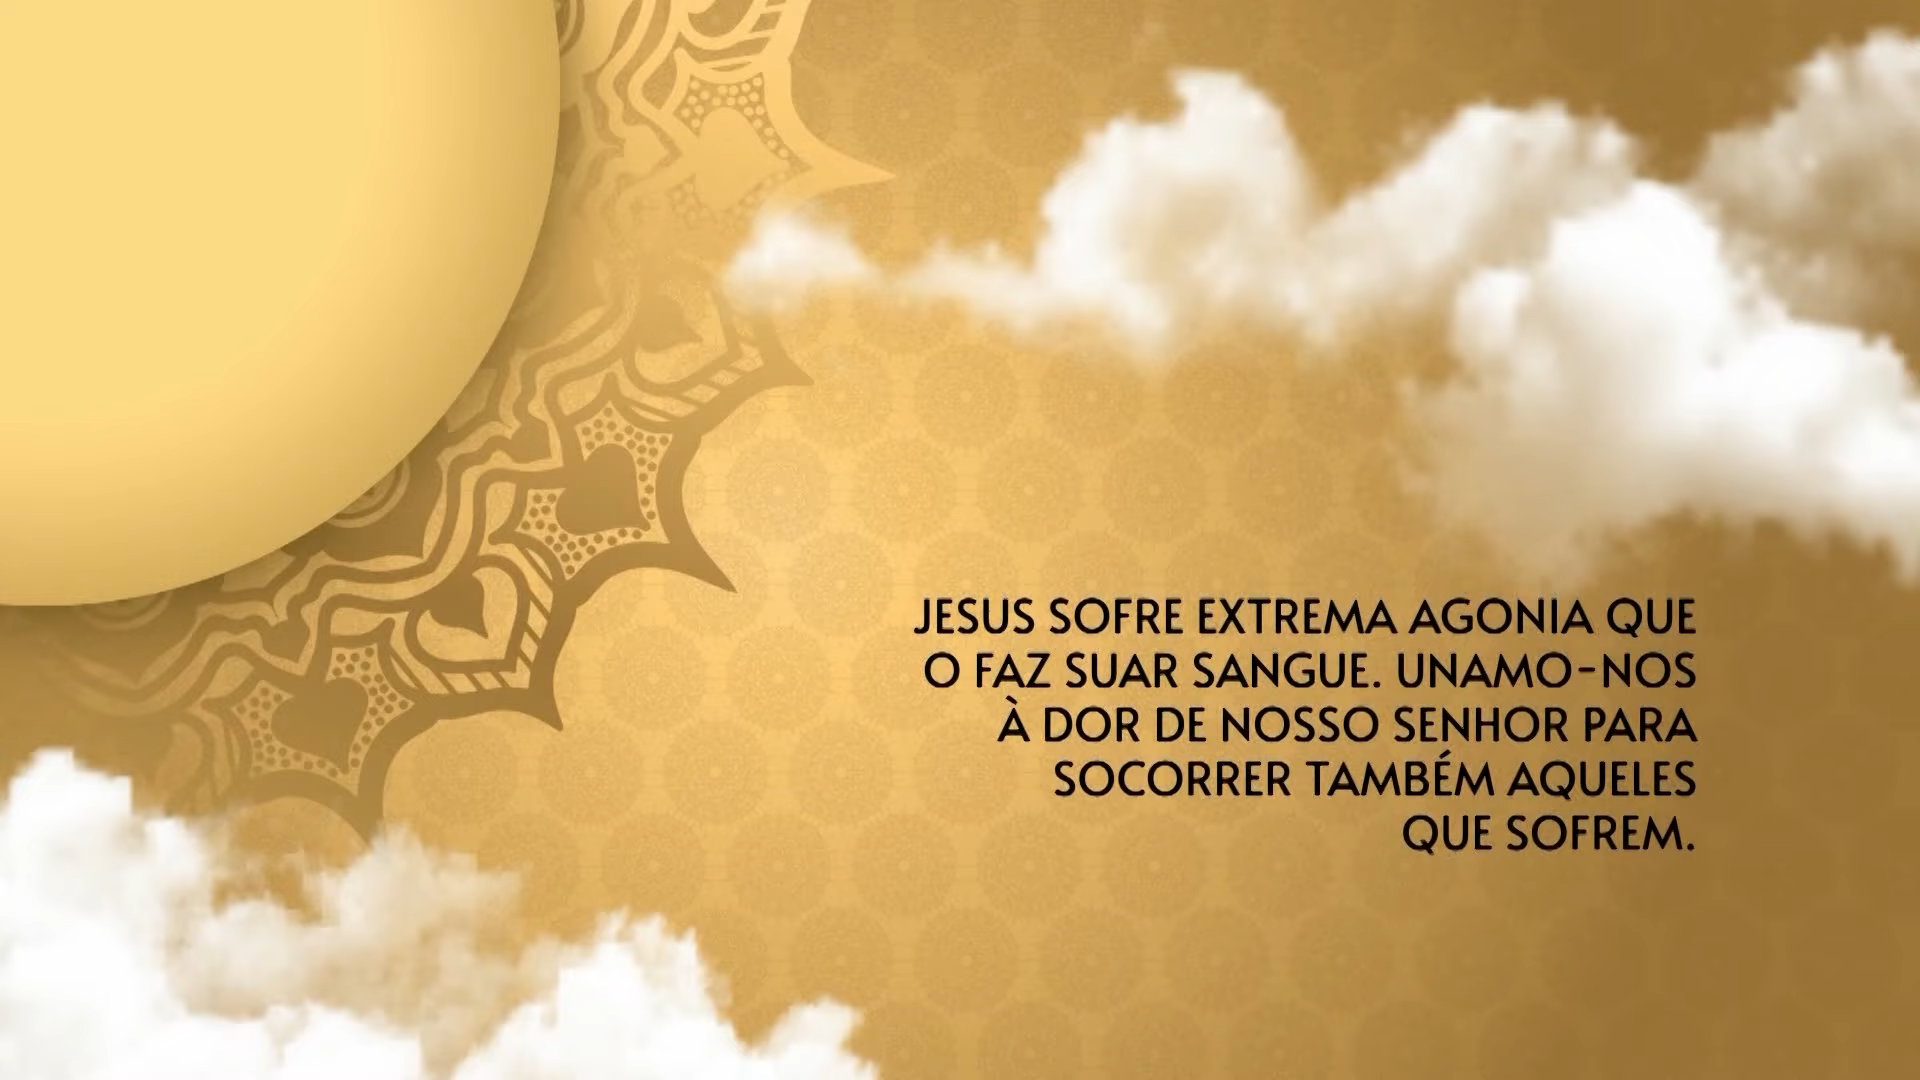 JESUS SOFRE EXTREMA AGONIA QUE
O FAZ SUAR SANGUE. UNAMO-NOS
À DOR DE NOSSO SENHOR PARA
SOCORRER TAMBÉM AQUELES
QUE SOFREM.